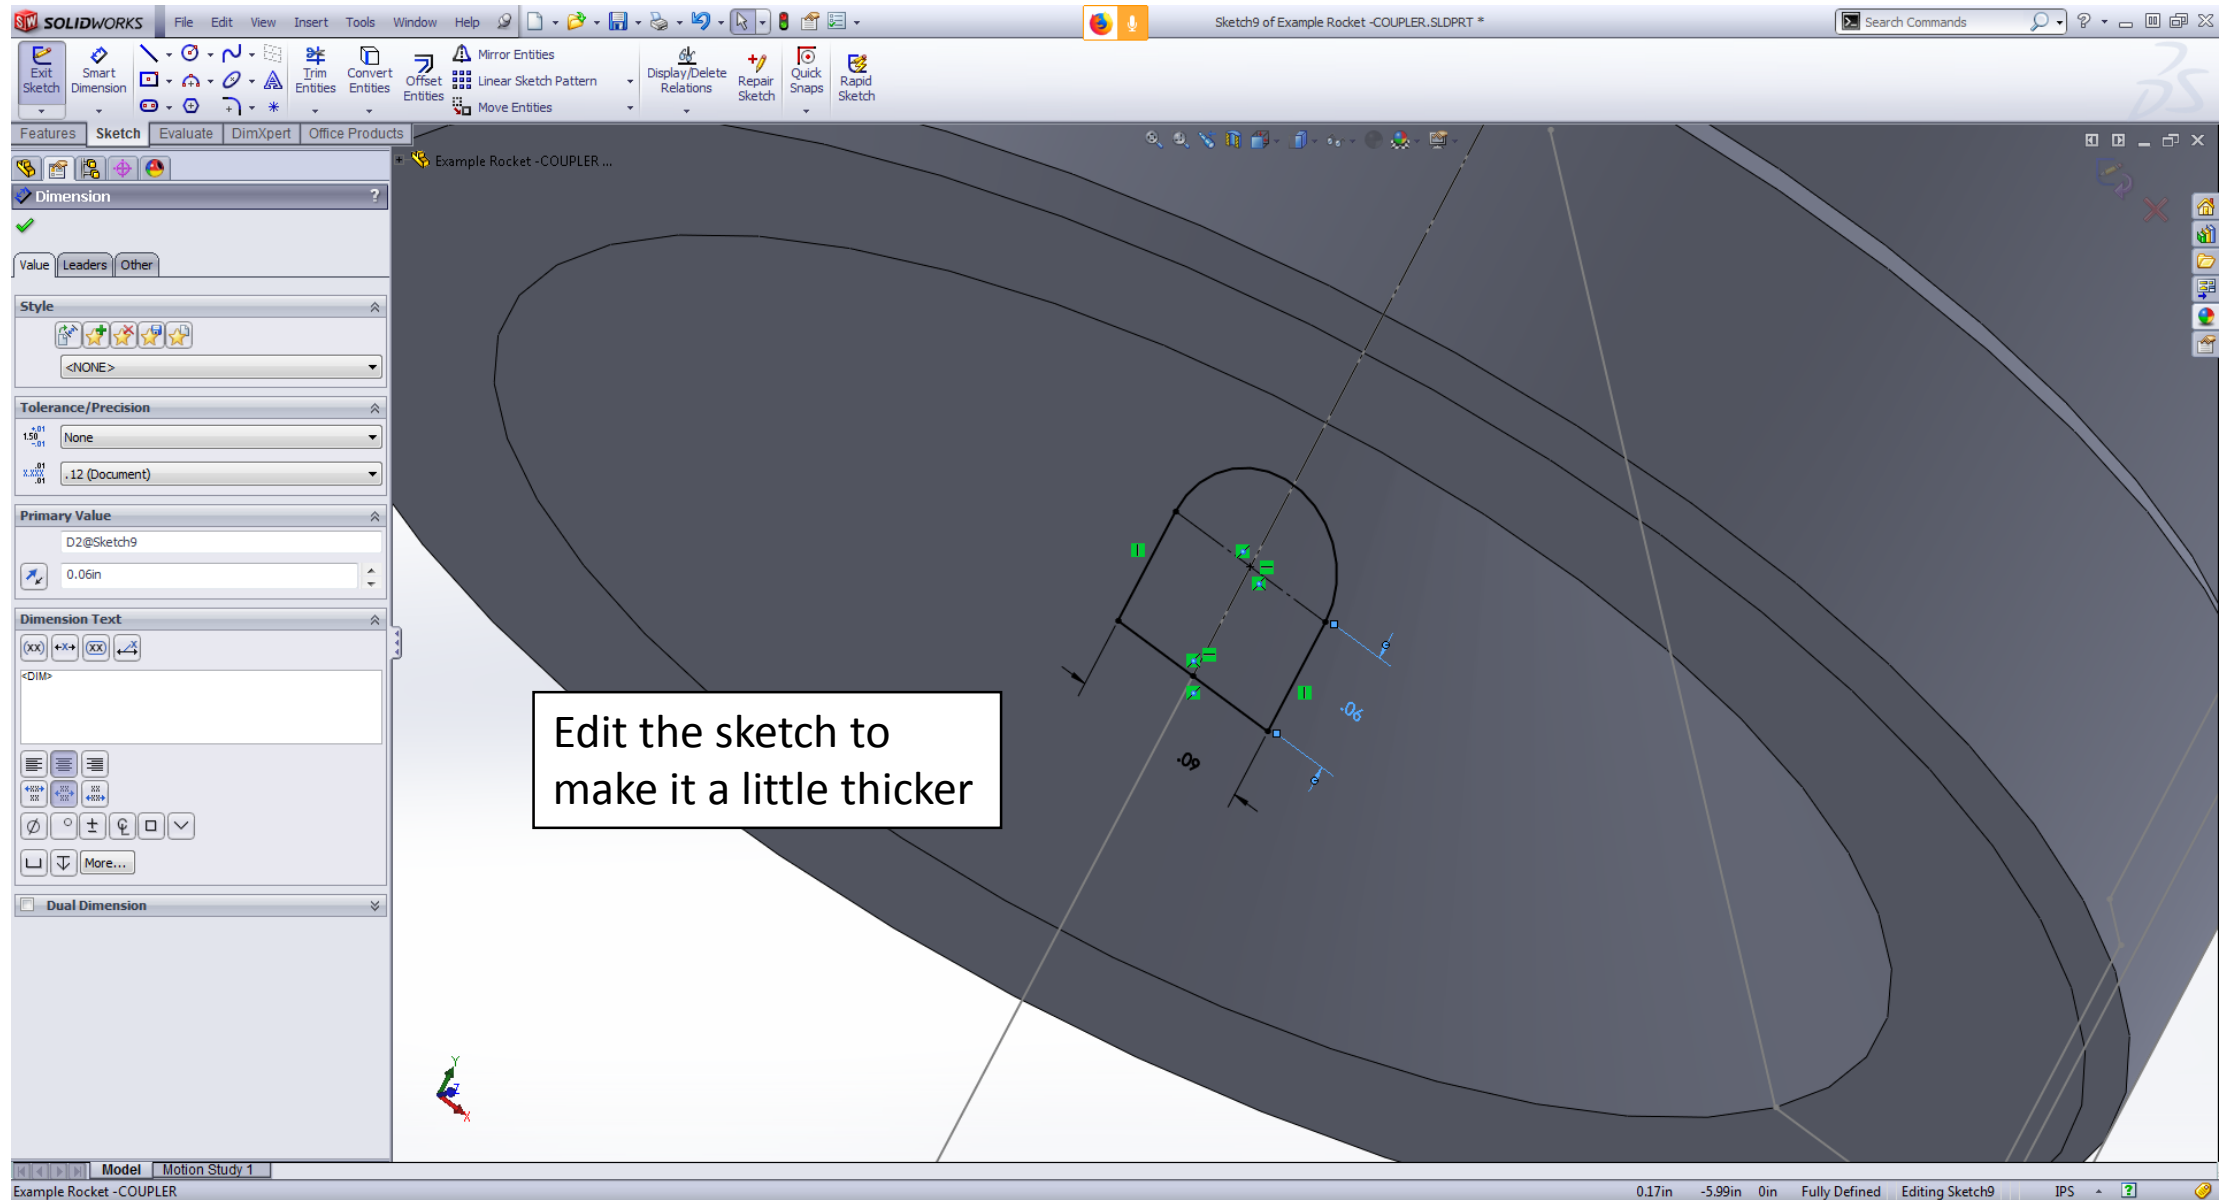 SOLIDWORKS File Edit View Insert Tools Window Help Sketch9 of Example Rocket -COUPLER.SLDPRT * Search Commands
Exit Sketch
Smart Dimension
Trim Entities
Convert Entities
Offset Entities
Mirror Entities
Linear Sketch Pattern
Move Entities
Display/Delete Relations
Repair Sketch
Quick Snaps
Rapid Sketch
Features Sketch Evaluate DimXpert Office Products
Example Rocket -COUPLER ...
Dimension ?
Value Leaders Other
Style
<NONE>
Tolerance/Precision
None
.12 (Document)
Primary Value
D2@Sketch9
0.06in
Dimension Text
(xx) (xx)
<DIM>
More...
Dual Dimension
.06
.09
Edit the sketch to
make it a little thicker
Y
Z
X
Model Motion Study 1
Example Rocket -COUPLER 0.17in -5.99in 0in Fully Defined Editing Sketch9 IPS